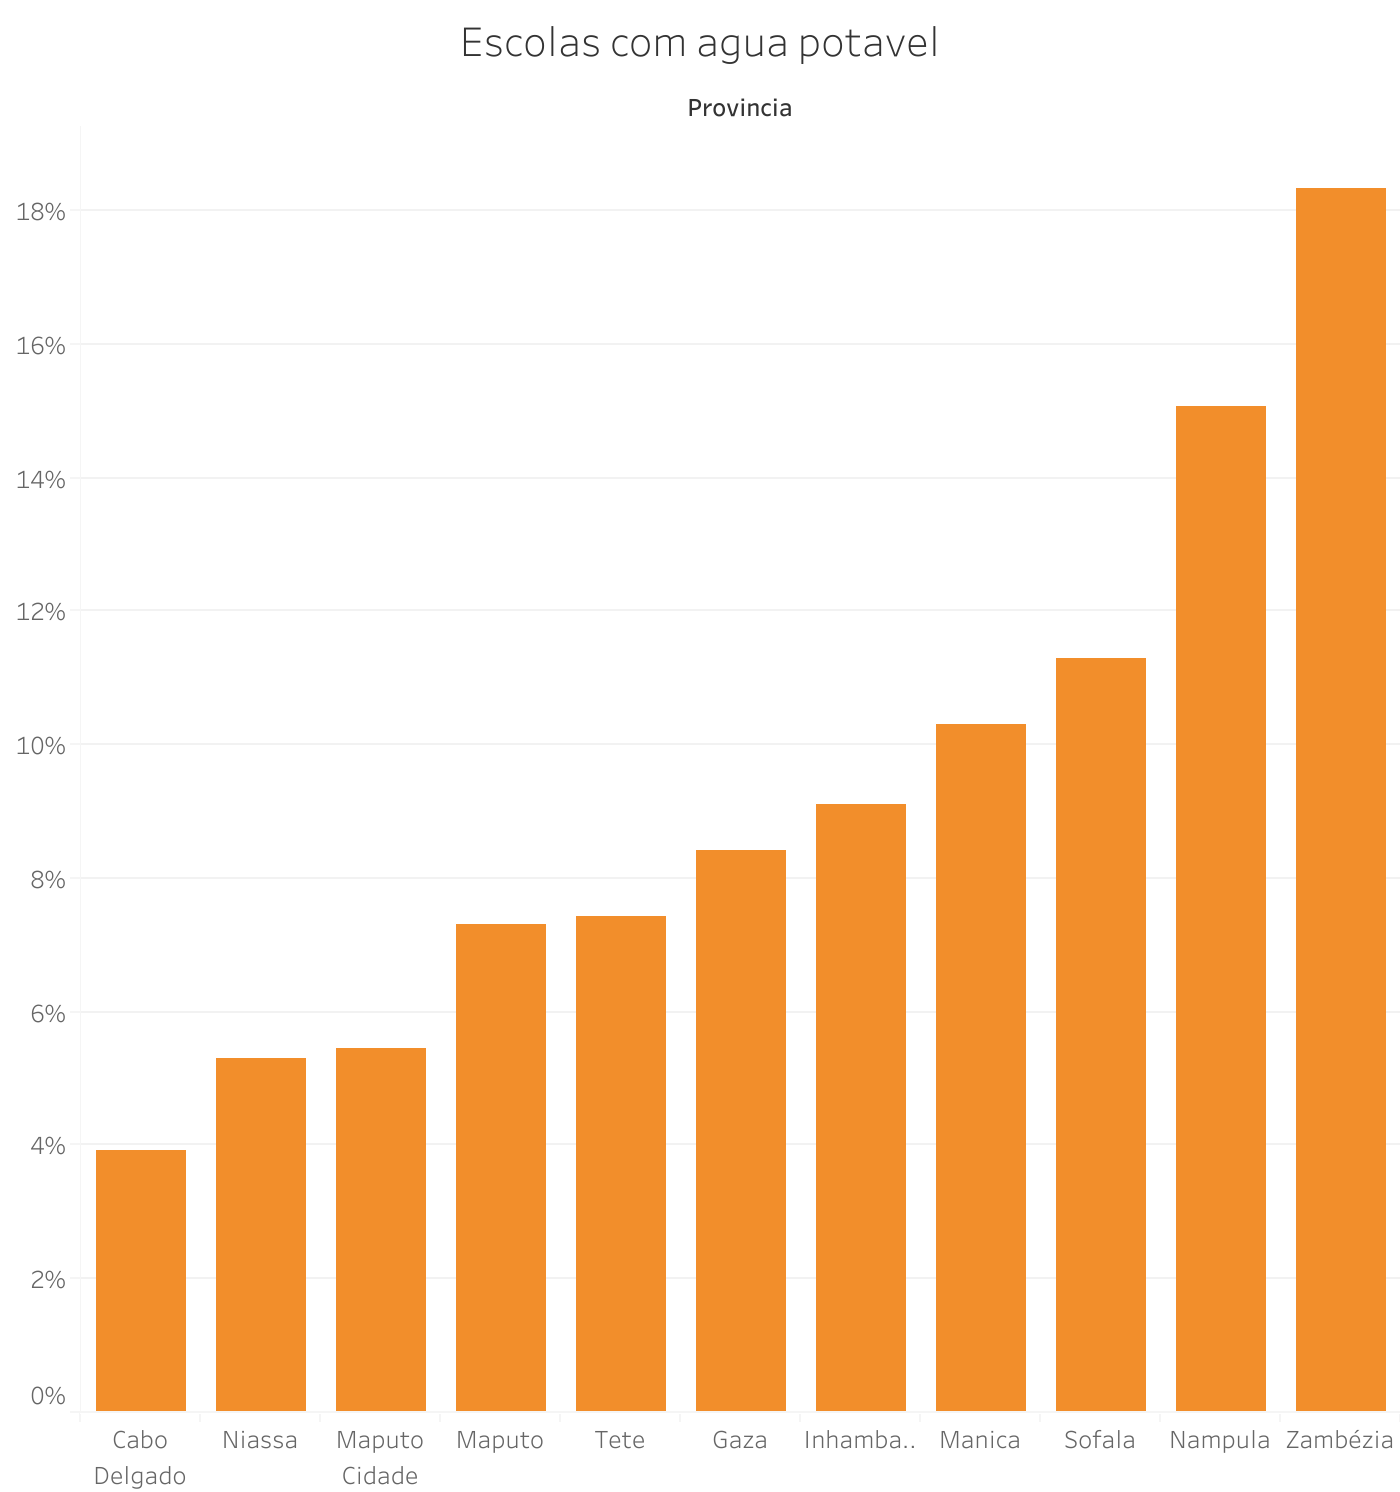 Escolas com agua potavel
Provincia
18%
16%
14%
12%
10%
8%
6%
4%
2%
0%
Cabo Niassa Maputo Maputo Tete Gaza Inhamba.. Manica Sofala Nampula Zambézia
Delgado Cidade